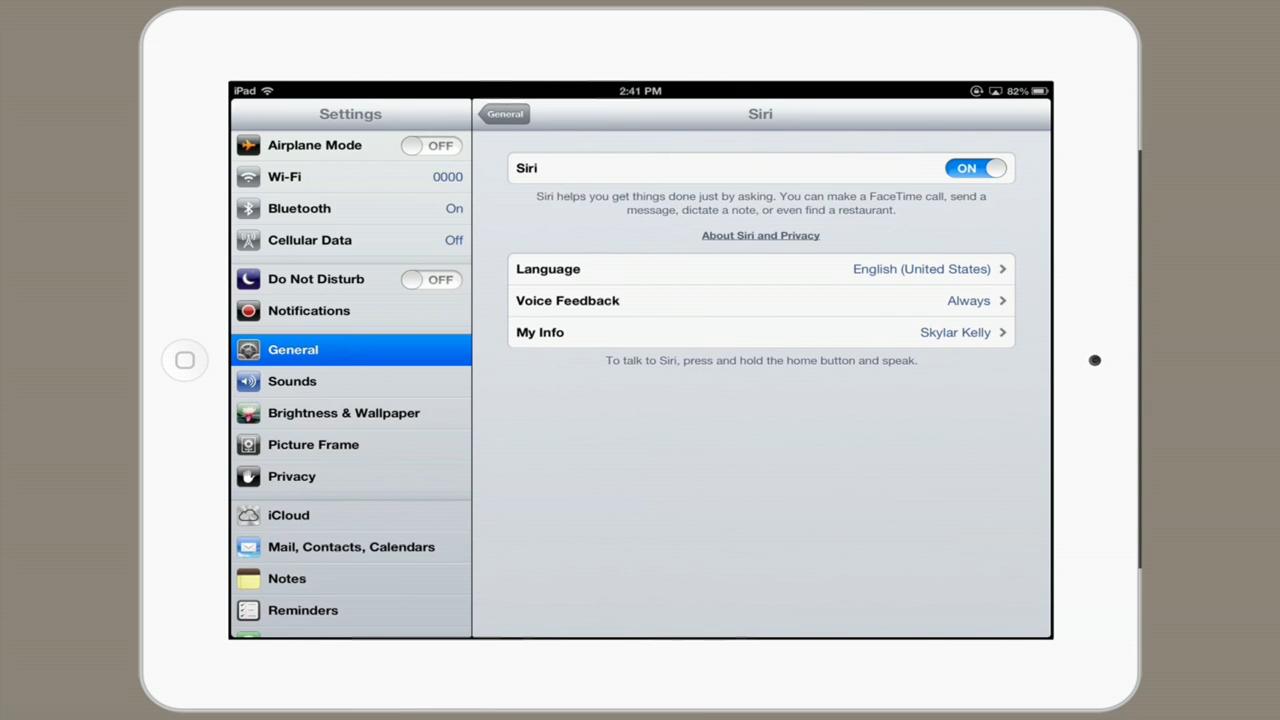 iPad
2:41 PM
82%
Settings
General
Siri
Airplane Mode OFF
Wi-Fi 0000
Bluetooth On
Cellular Data Off
Do Not Disturb OFF
Notifications
General
Sounds
Brightness & Wallpaper
Picture Frame
Privacy
iCloud
Mail, Contacts, Calendars
Notes
Reminders
Siri ON
Siri helps you get things done just by asking. You can make a FaceTime call, send a
message, dictate a note, or even find a restaurant.
About Siri and Privacy
Language English (United States)
Voice Feedback Always
My Info Skylar Kelly
To talk to Siri, press and hold the home button and speak.